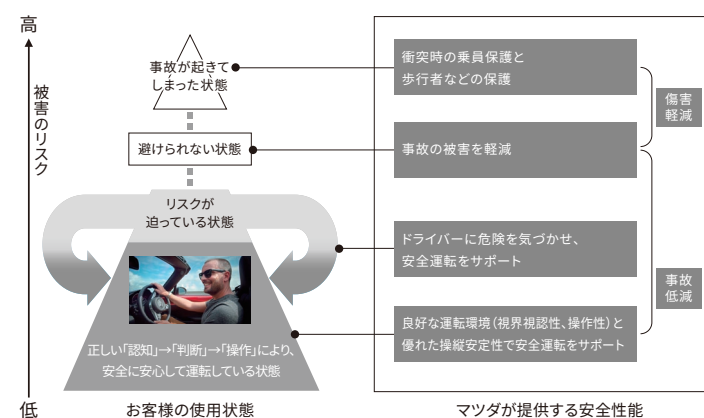 高
被害のリスク
低
事故が起きて
しまった状態
避けられない状態
リスクが
迫っている状態
正しい「認知」→「判断」→「操作」により、
安全に安心して運転している状態
お客様の使用状態
衝突時の乗員保護と
歩行者などの保護
事故の被害を軽減
ドライバーに危険を気づかせ、
安全運転をサポート
良好な運転環境（視界視認性、操作性）と
優れた操縦安定性で安全運転をサポート
傷害
軽減
事故
低減
マツダが提供する安全性能